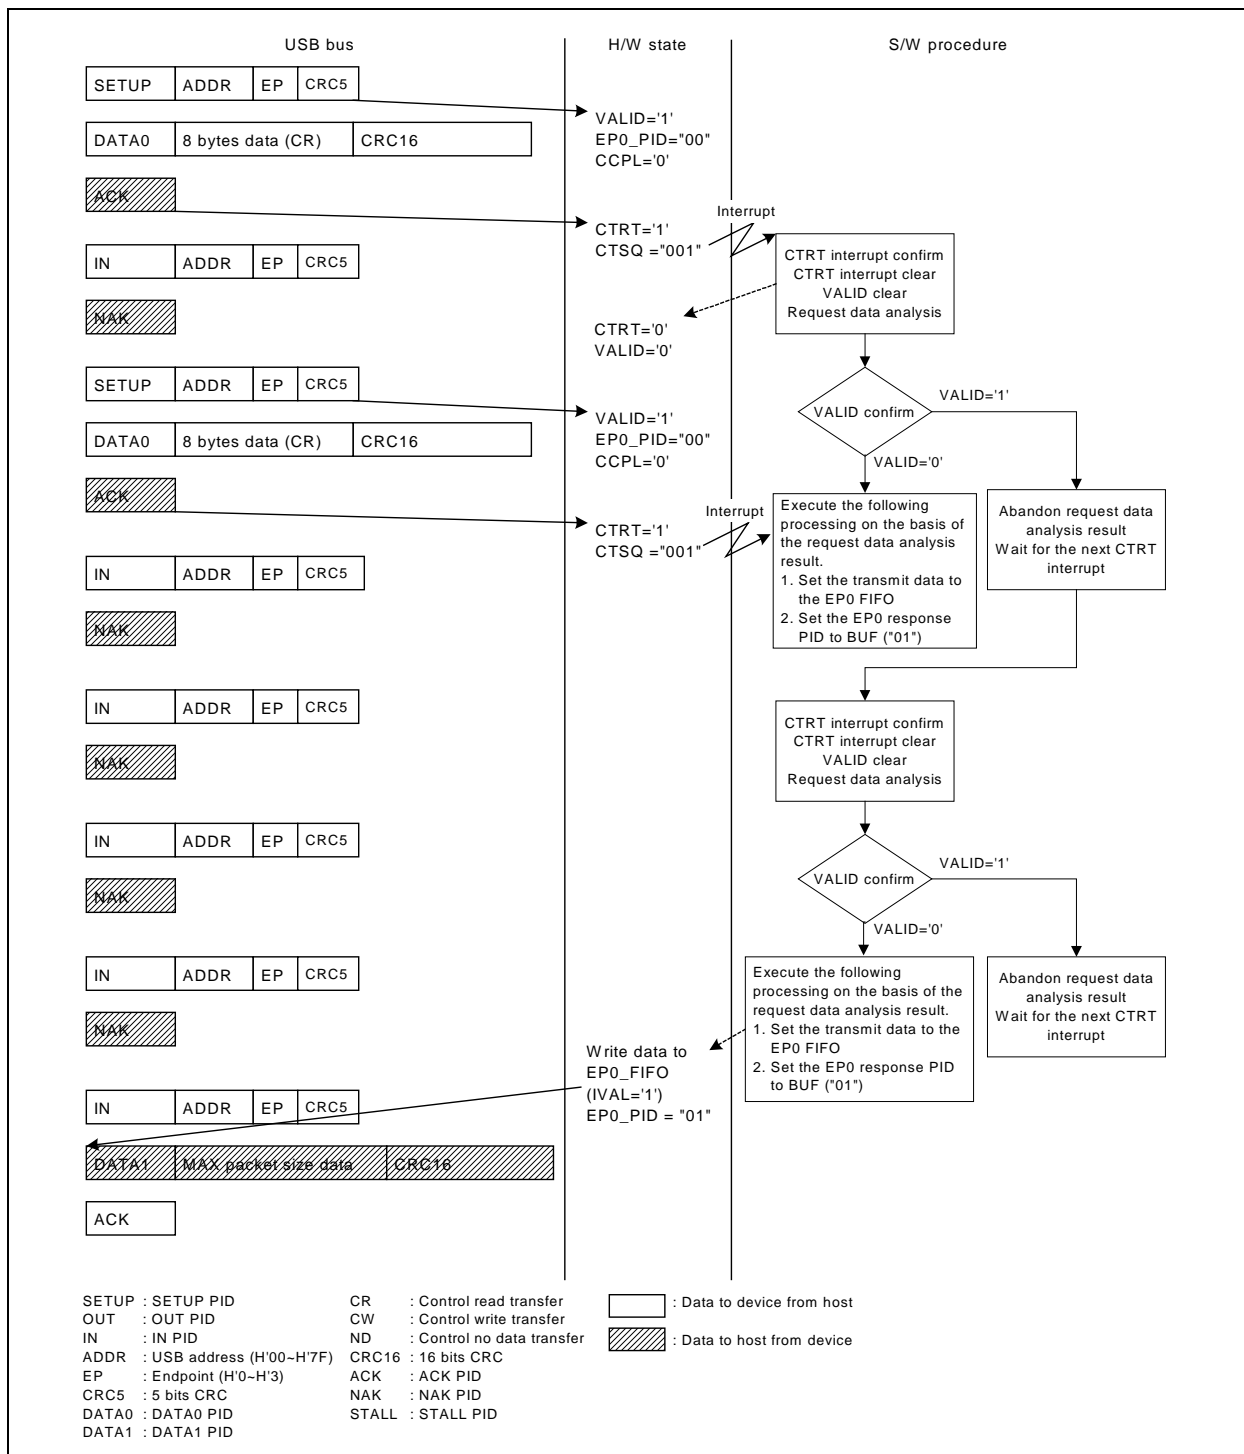 USB bus
H/W state
S/W procedure
SETUP ADDR EP CRC5
VALID='1'
EP0_PID="00"
CCPL='0'
DATA0 8 bytes data (CR) CRC16
ACK
Interrupt
CTRT='1'
CTSQ ="001"
IN ADDR EP CRC5
CTRT interrupt confirm
CTRT interrupt clear
VALID clear
Request data analysis
NAK
CTRT='0'
VALID='0'
SETUP ADDR EP CRC5
VALID='1'
VALID confirm
VALID='1'
EP0_PID="00"
CCPL='0'
DATA0 8 bytes data (CR) CRC16
VALID='0'
ACK
Interrupt
CTRT='1'
CTSQ ="001"
Execute the following
processing on the basis of
the request data analysis
result.
1. Set the transmit data to
the EP0 FIFO
2. Set the EP0 response
PID to BUF ("01")
Abandon request data
analysis result
Wait for the next CTRT
interrupt
IN ADDR EP CRC5
NAK
IN ADDR EP CRC5
NAK
CTRT interrupt confirm
CTRT interrupt clear
VALID clear
Request data analysis
IN ADDR EP CRC5
NAK
VALID confirm
VALID='1'
VALID='0'
IN ADDR EP CRC5
NAK
Execute the following
processing on the basis of the
request data analysis result.
1. Set the transmit data to the
EP0 FIFO
2. Set the EP0 response PID
to BUF ("01")
Abandon request data
analysis result
Wait for the next CTRT
interrupt
Write data to
EP0_FIFO
(IVAL='1')
EP0_PID = "01"
IN ADDR EP CRC5
DATA1 MAX packet size data CRC16
ACK
SETUP : SETUP PID
OUT : OUT PID
IN : IN PID
ADDR : USB address (H'00~H'7F)
EP : Endpoint (H'0~H'3)
CRC5 : 5 bits CRC
DATA0 : DATA0 PID
DATA1 : DATA1 PID
CR : Control read transfer
CW : Control write transfer
ND : Control no data transfer
CRC16 : 16 bits CRC
ACK : ACK PID
NAK : NAK PID
STALL : STALL PID
: Data to device from host
: Data to host from device